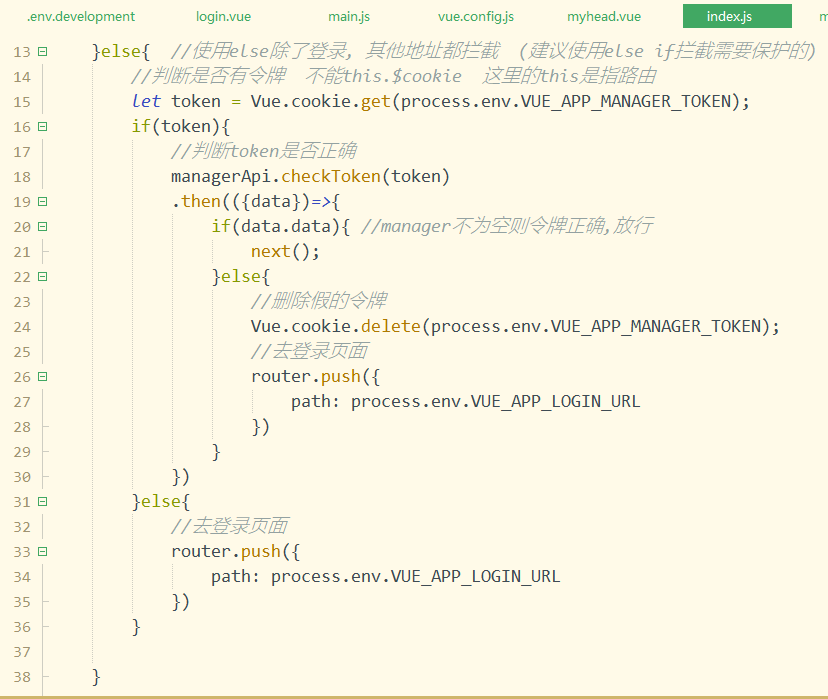 .env.development login.vue main.js vue.config.js myhead.vue index.js
13 }else{ //使用else除了登录, 其他地址都拦截 (建议使用else if拦截需要保护的)
14 //判断是否有令牌 不能this.$cookie 这里的this是指路由
15 let token = Vue.cookie.get(process.env.VUE_APP_MANAGER_TOKEN);
16 if(token){
17 //判断token是否正确
18 managerApi.checkToken(token)
19 .then(({data})=>{
20 if(data.data){ //manager不为空则令牌正确,放行
21 next();
22 }else{
23 //删除假的令牌
24 Vue.cookie.delete(process.env.VUE_APP_MANAGER_TOKEN);
25 //去登录页面
26 router.push({
27 path: process.env.VUE_APP_LOGIN_URL
28 })
29 }
30 })
31 }else{
32 //去登录页面
33 router.push({
34 path: process.env.VUE_APP_LOGIN_URL
35 })
36 }
37
38 }